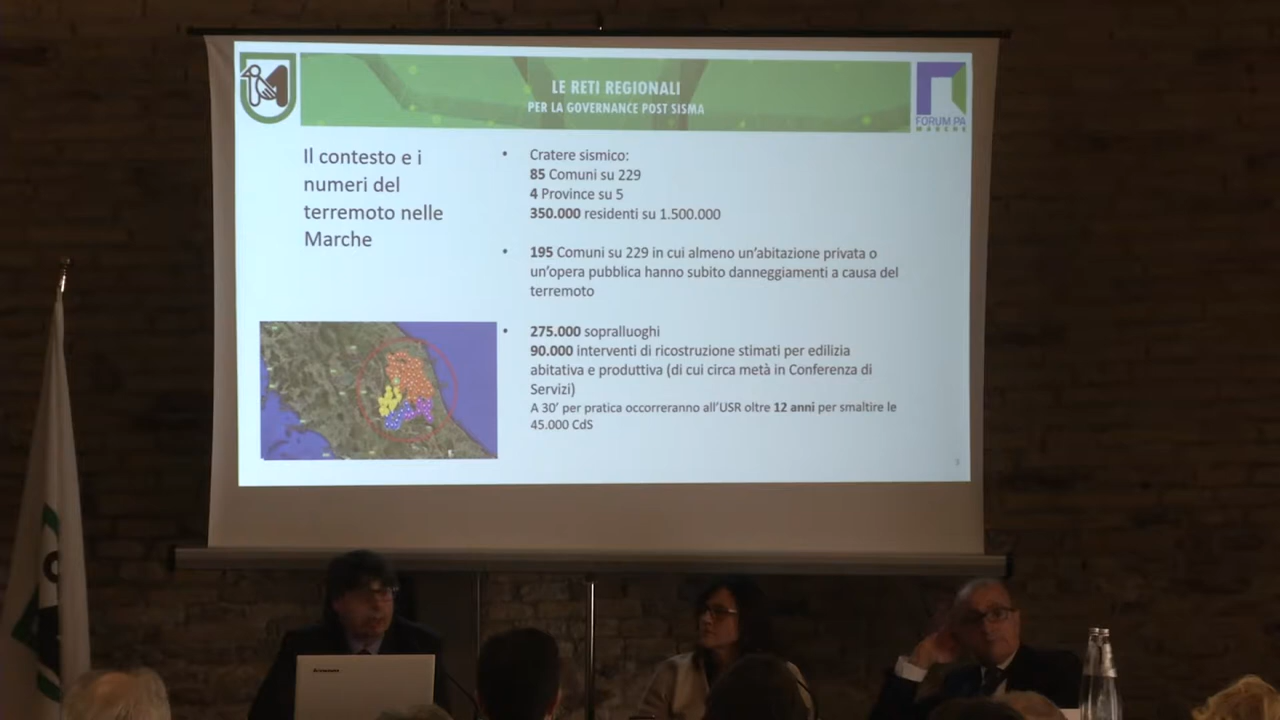 LE RETI REGIONALI
PER LA GOVERNANCE POST SISMA
FORUM PA
MARCHE
Il contesto e i
numeri del
terremoto nelle
Marche
• Cratere sismico:
85 Comuni su 229
4 Province su 5
350.000 residenti su 1.500.000
• 195 Comuni su 229 in cui almeno un'abitazione privata o
un'opera pubblica hanno subito danneggiamenti a causa del
terremoto
• 275.000 sopralluoghi
90.000 interventi di ricostruzione stimati per edilizia
abitativa e produttiva (di cui circa metà in Conferenza di
Servizi)
A 30' per pratica occorreranno all'USR oltre 12 anni per smaltire le
45.000 CdS
3
lenovo